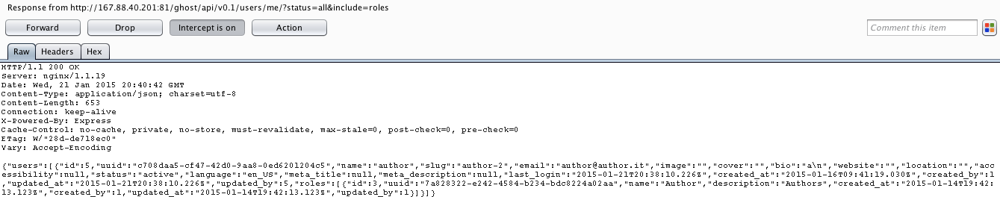 Response from http://167.88.40.201:81/ghost/api/v0.1/users/me/?status=all&include=roles
Forward Drop Intercept is on Action Comment this item
Raw Headers Hex
HTTP/1.1 200 OK
Server: nginx/1.1.19
Date: Wed, 21 Jan 2015 20:40:42 GMT
Content-Type: application/json; charset=utf-8
Content-Length: 653
Connection: keep-alive
X-Powered-By: Express
Cache-Control: no-cache, private, no-store, must-revalidate, max-stale=0, post-check=0, pre-check=0
ETag: W/"28d-de718ec0"
Vary: Accept-Encoding
{"users":[{"id":5,"uuid":"c708daa5-cf47-42d0-9aa8-0ed6201204c5","name":"author","slug":"author-2","email":"author@author.it","image":"","cover":"","bio":"a\n","website":"","location":"","ac
cessibility":null,"status":"active","language":"en_US","meta_title":null,"meta_description":null,"last_login":"2015-01-21T20:38:10.226Z","created_at":"2015-01-16T09:41:19.030Z","created_by":1
,"updated_at":"2015-01-21T20:38:10.226Z","updated_by":5,"roles":[{"id":3,"uuid":"7a828322-e242-4584-b234-bdc8224a02aa","name":"Author","description":"Authors","created_at":"2015-01-14T19:42:
13.123Z","created_by":1,"updated_at":"2015-01-14T19:42:13.123Z","updated_by":1}]}]}